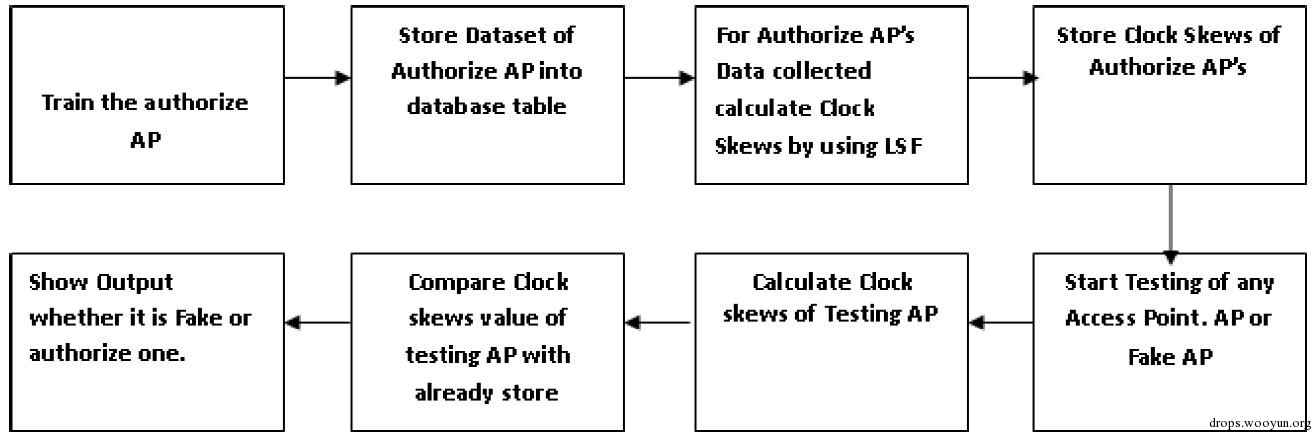 Train the authorize
AP
Store Dataset of
Authorize AP into
database table
For Authorize AP's
Data collected
calculate Clock
Skews by using LSF
Store Clock Skews of
Authorize AP's
Start Testing of any
Access Point. AP or
Fake AP
Calculate Clock
skews of Testing AP
Compare Clock
skews value of
testing AP with
already store
Show Output
whether it is Fake or
authorize one.
drops.wooyun.org